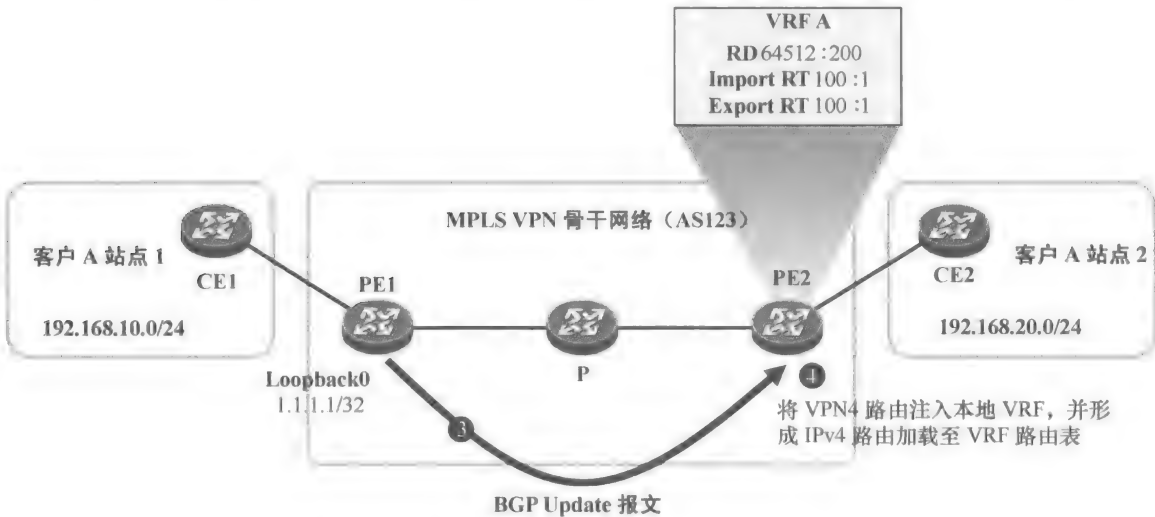 VRF A
RD 64512 :200
Import RT 100 :1
Export RT 100 :1
MPLS VPN 骨干网络（AS123）
客户 A 站点 1
CE1
192.168.10.0/24
PE1
Loopback0
1.1.1.1/32
P
PE2
CE2
客户 A 站点 2
192.168.20.0/24
3
4
将 VPN4 路由注入本地 VRF，并形
成 IPv4 路由加载至 VRF 路由表
BGP Update 报文